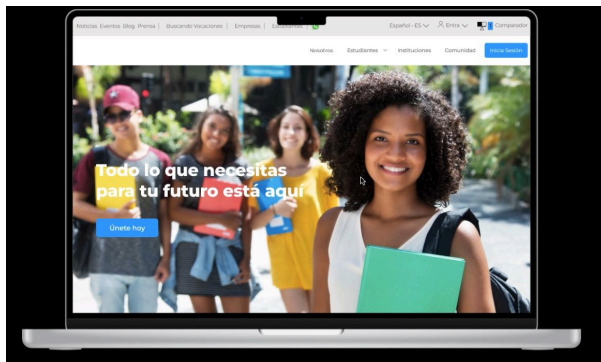 Noticias Eventos Blog Prensa | Buscando Vocaciones | Empresas |
Español - ES
Entra
Comparador
Nosotros
Estudiantes
Instituciones
Comunidad
Inicia Sesión
Todo lo que necesitas
para tu futuro está aquí
Únete hoy